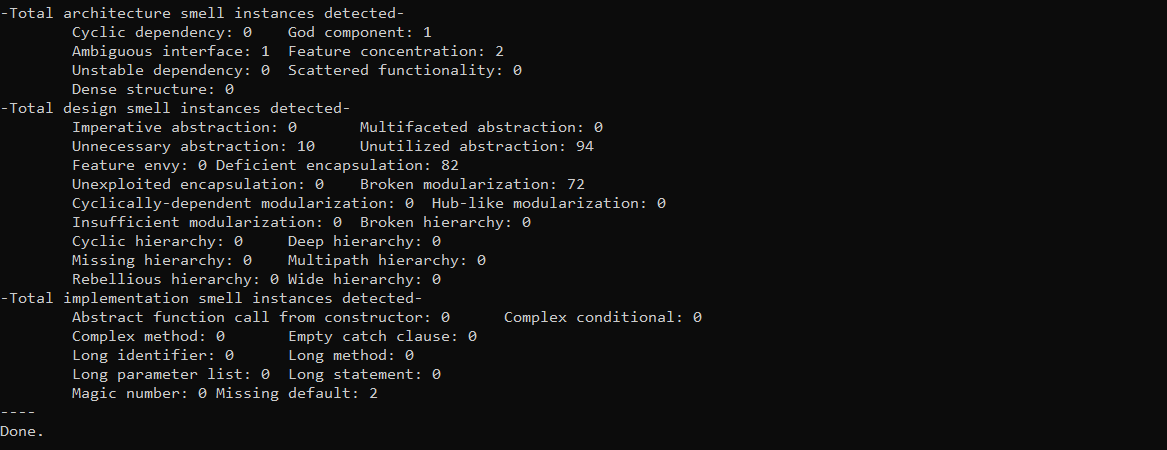 -Total architecture smell instances detected-
Cyclic dependency: 0 God component: 1
Ambiguous interface: 1 Feature concentration: 2
Unstable dependency: 0 Scattered functionality: 0
Dense structure: 0
-Total design smell instances detected-
Imperative abstraction: 0 Multifaceted abstraction: 0
Unnecessary abstraction: 10 Unutilized abstraction: 94
Feature envy: 0 Deficient encapsulation: 82
Unexploited encapsulation: 0 Broken modularization: 72
Cyclically-dependent modularization: 0 Hub-like modularization: 0
Insufficient modularization: 0 Broken hierarchy: 0
Cyclic hierarchy: 0 Deep hierarchy: 0
Missing hierarchy: 0 Multipath hierarchy: 0
Rebellious hierarchy: 0 Wide hierarchy: 0
-Total implementation smell instances detected-
Abstract function call from constructor: 0 Complex conditional: 0
Complex method: 0 Empty catch clause: 0
Long identifier: 0 Long method: 0
Long parameter list: 0 Long statement: 0
Magic number: 0 Missing default: 2
----
Done.